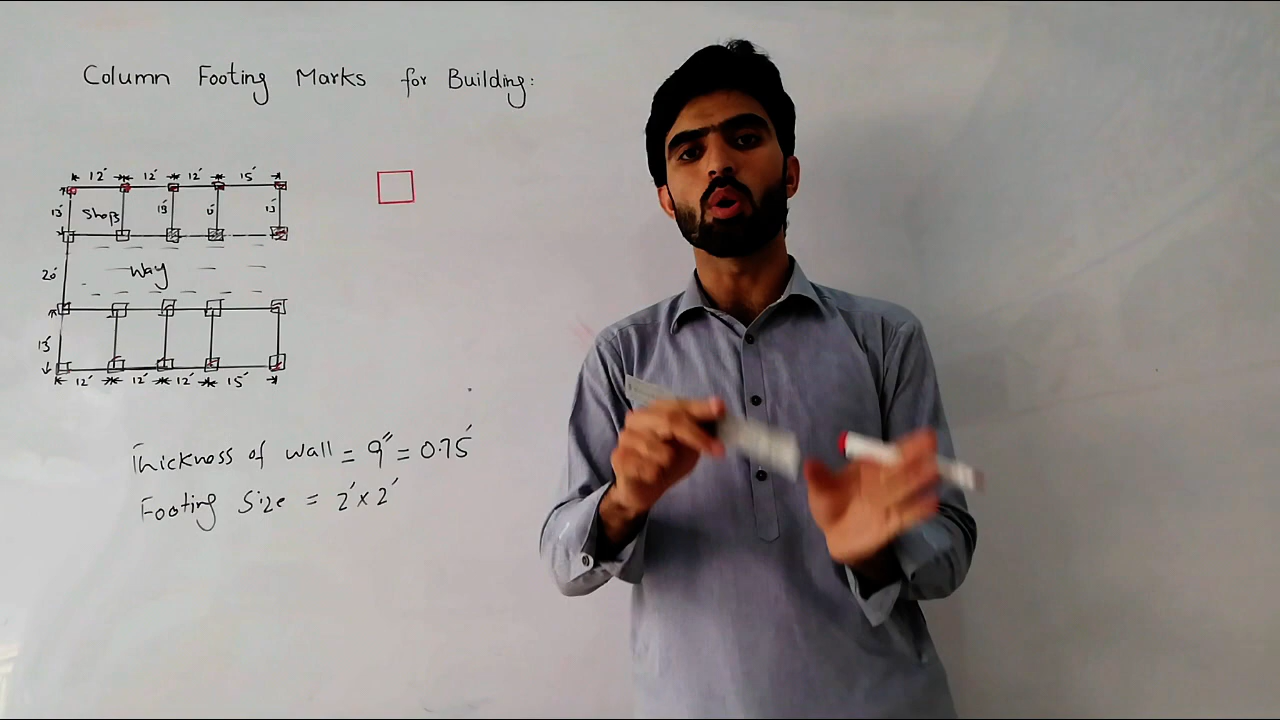 Column Footing Marks for Building:
12' 12' 12' 15'
13' Shops 13' 13'
20' Way
13'
12' 12' 12' 15'
Thickness of wall = 9" = 0.75'
Footing Size = 2' x 2'